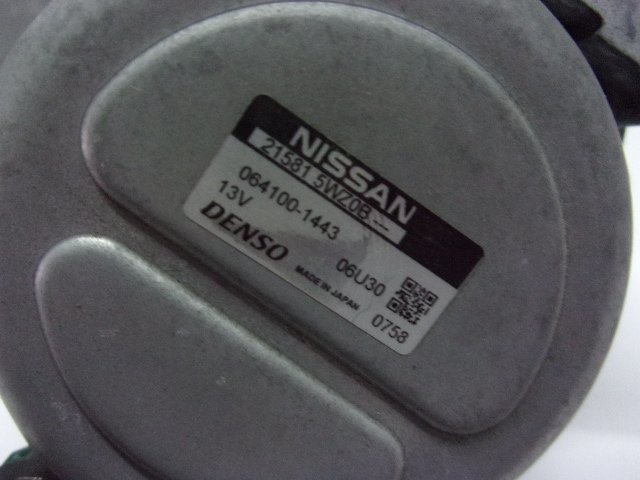 NISSAN
21581 5WZ0B --
064100-1443
13V 06U30
DENSO MADE IN JAPAN 0758